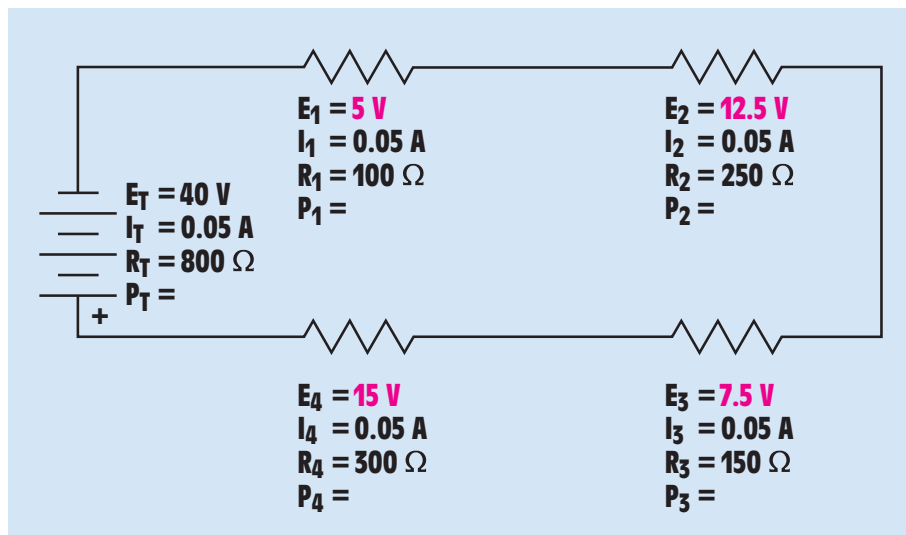 E1 = 5 V
I1 = 0.05 A
R1 = 100 Ω
P1 =
E2 = 12.5 V
I2 = 0.05 A
R2 = 250 Ω
P2 =
ET = 40 V
IT = 0.05 A
RT = 800 Ω
PT =
+
E4 = 15 V
I4 = 0.05 A
R4 = 300 Ω
P4 =
E3 = 7.5 V
I3 = 0.05 A
R3 = 150 Ω
P3 =